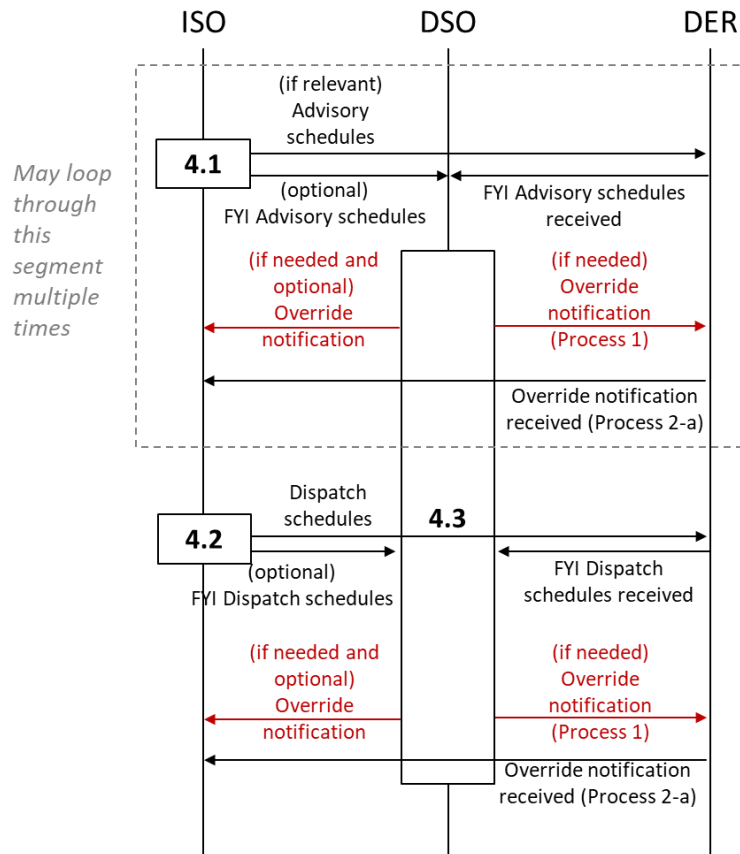 ISO
DSO
DER
(if relevant)
Advisory
schedules
4.1
May loop
through
this
segment
multiple
times
(optional)
FYI Advisory schedules
FYI Advisory schedules
received
(if needed and
optional)
Override
notification
(if needed)
Override
notification
(Process 1)
Override notification
received (Process 2-a)
Dispatch
schedules
4.3
4.2
(optional)
FYI Dispatch schedules
FYI Dispatch
schedules received
(if needed and
optional)
Override
notification
(if needed)
Override
notification
(Process 1)
Override notification
received (Process 2-a)